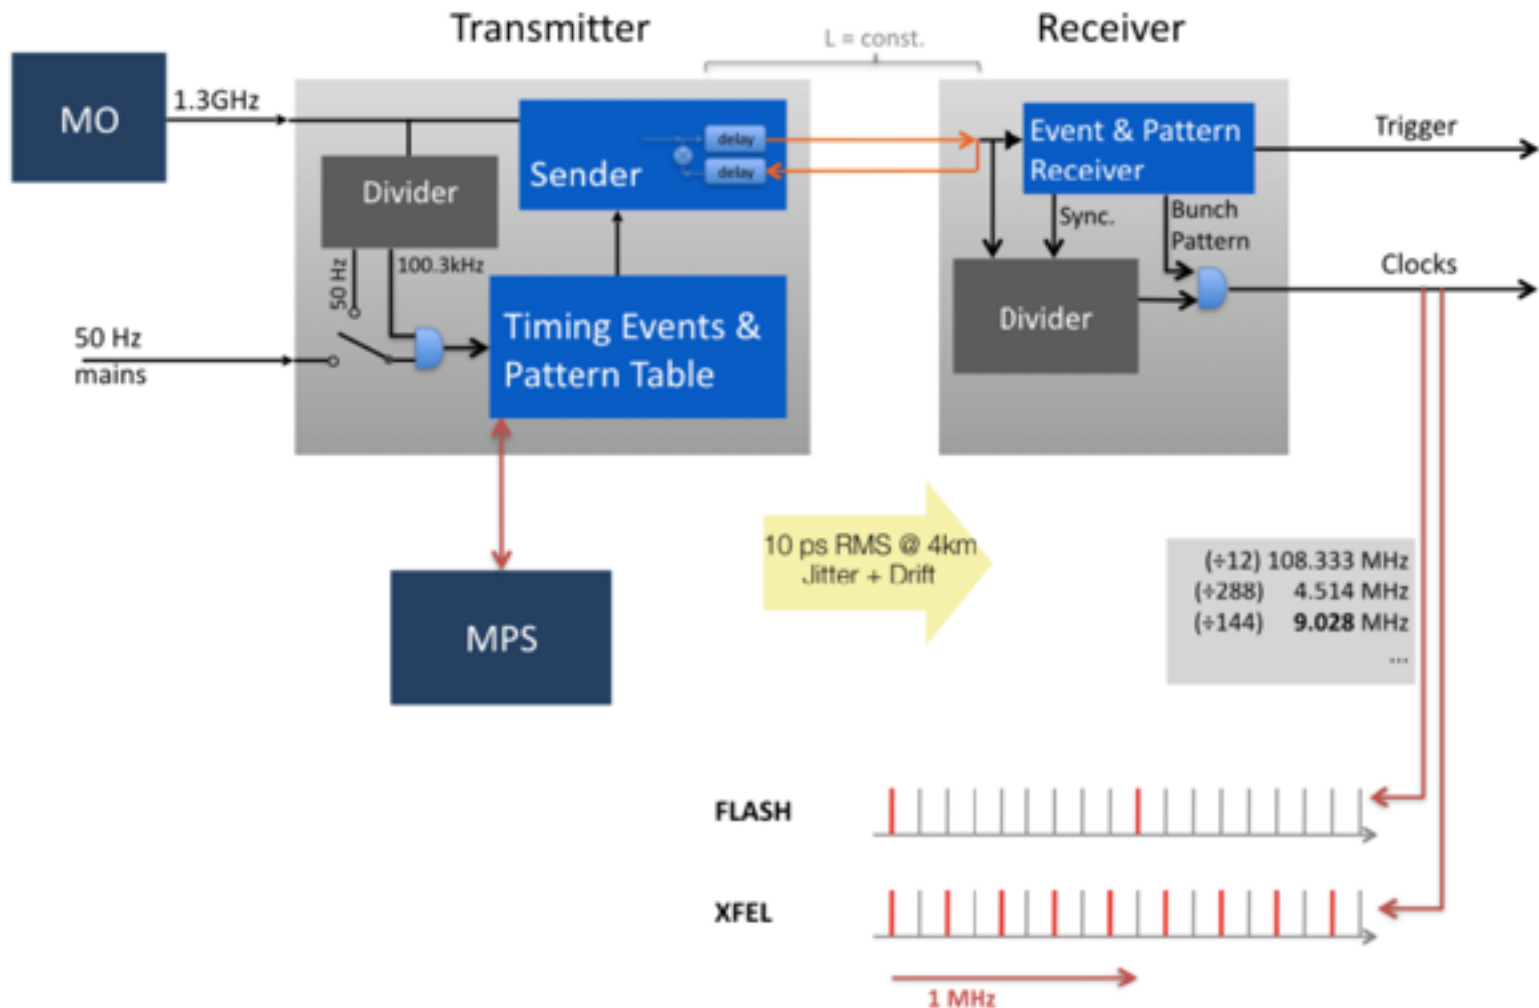 Transmitter
Receiver
L = const.
MO
1.3GHz
Sender
delay
delay
Divider
50 Hz
100.3kHz
50 Hz
mains
Timing Events &
Pattern Table
Event & Pattern
Receiver
Trigger
Sync.
Bunch
Pattern
Clocks
Divider
MPS
10 ps RMS @ 4km
Jitter + Drift
(÷12) 108.333 MHz
(÷288) 4.514 MHz
(÷144) 9.028 MHz
...
FLASH
XFEL
1 MHz